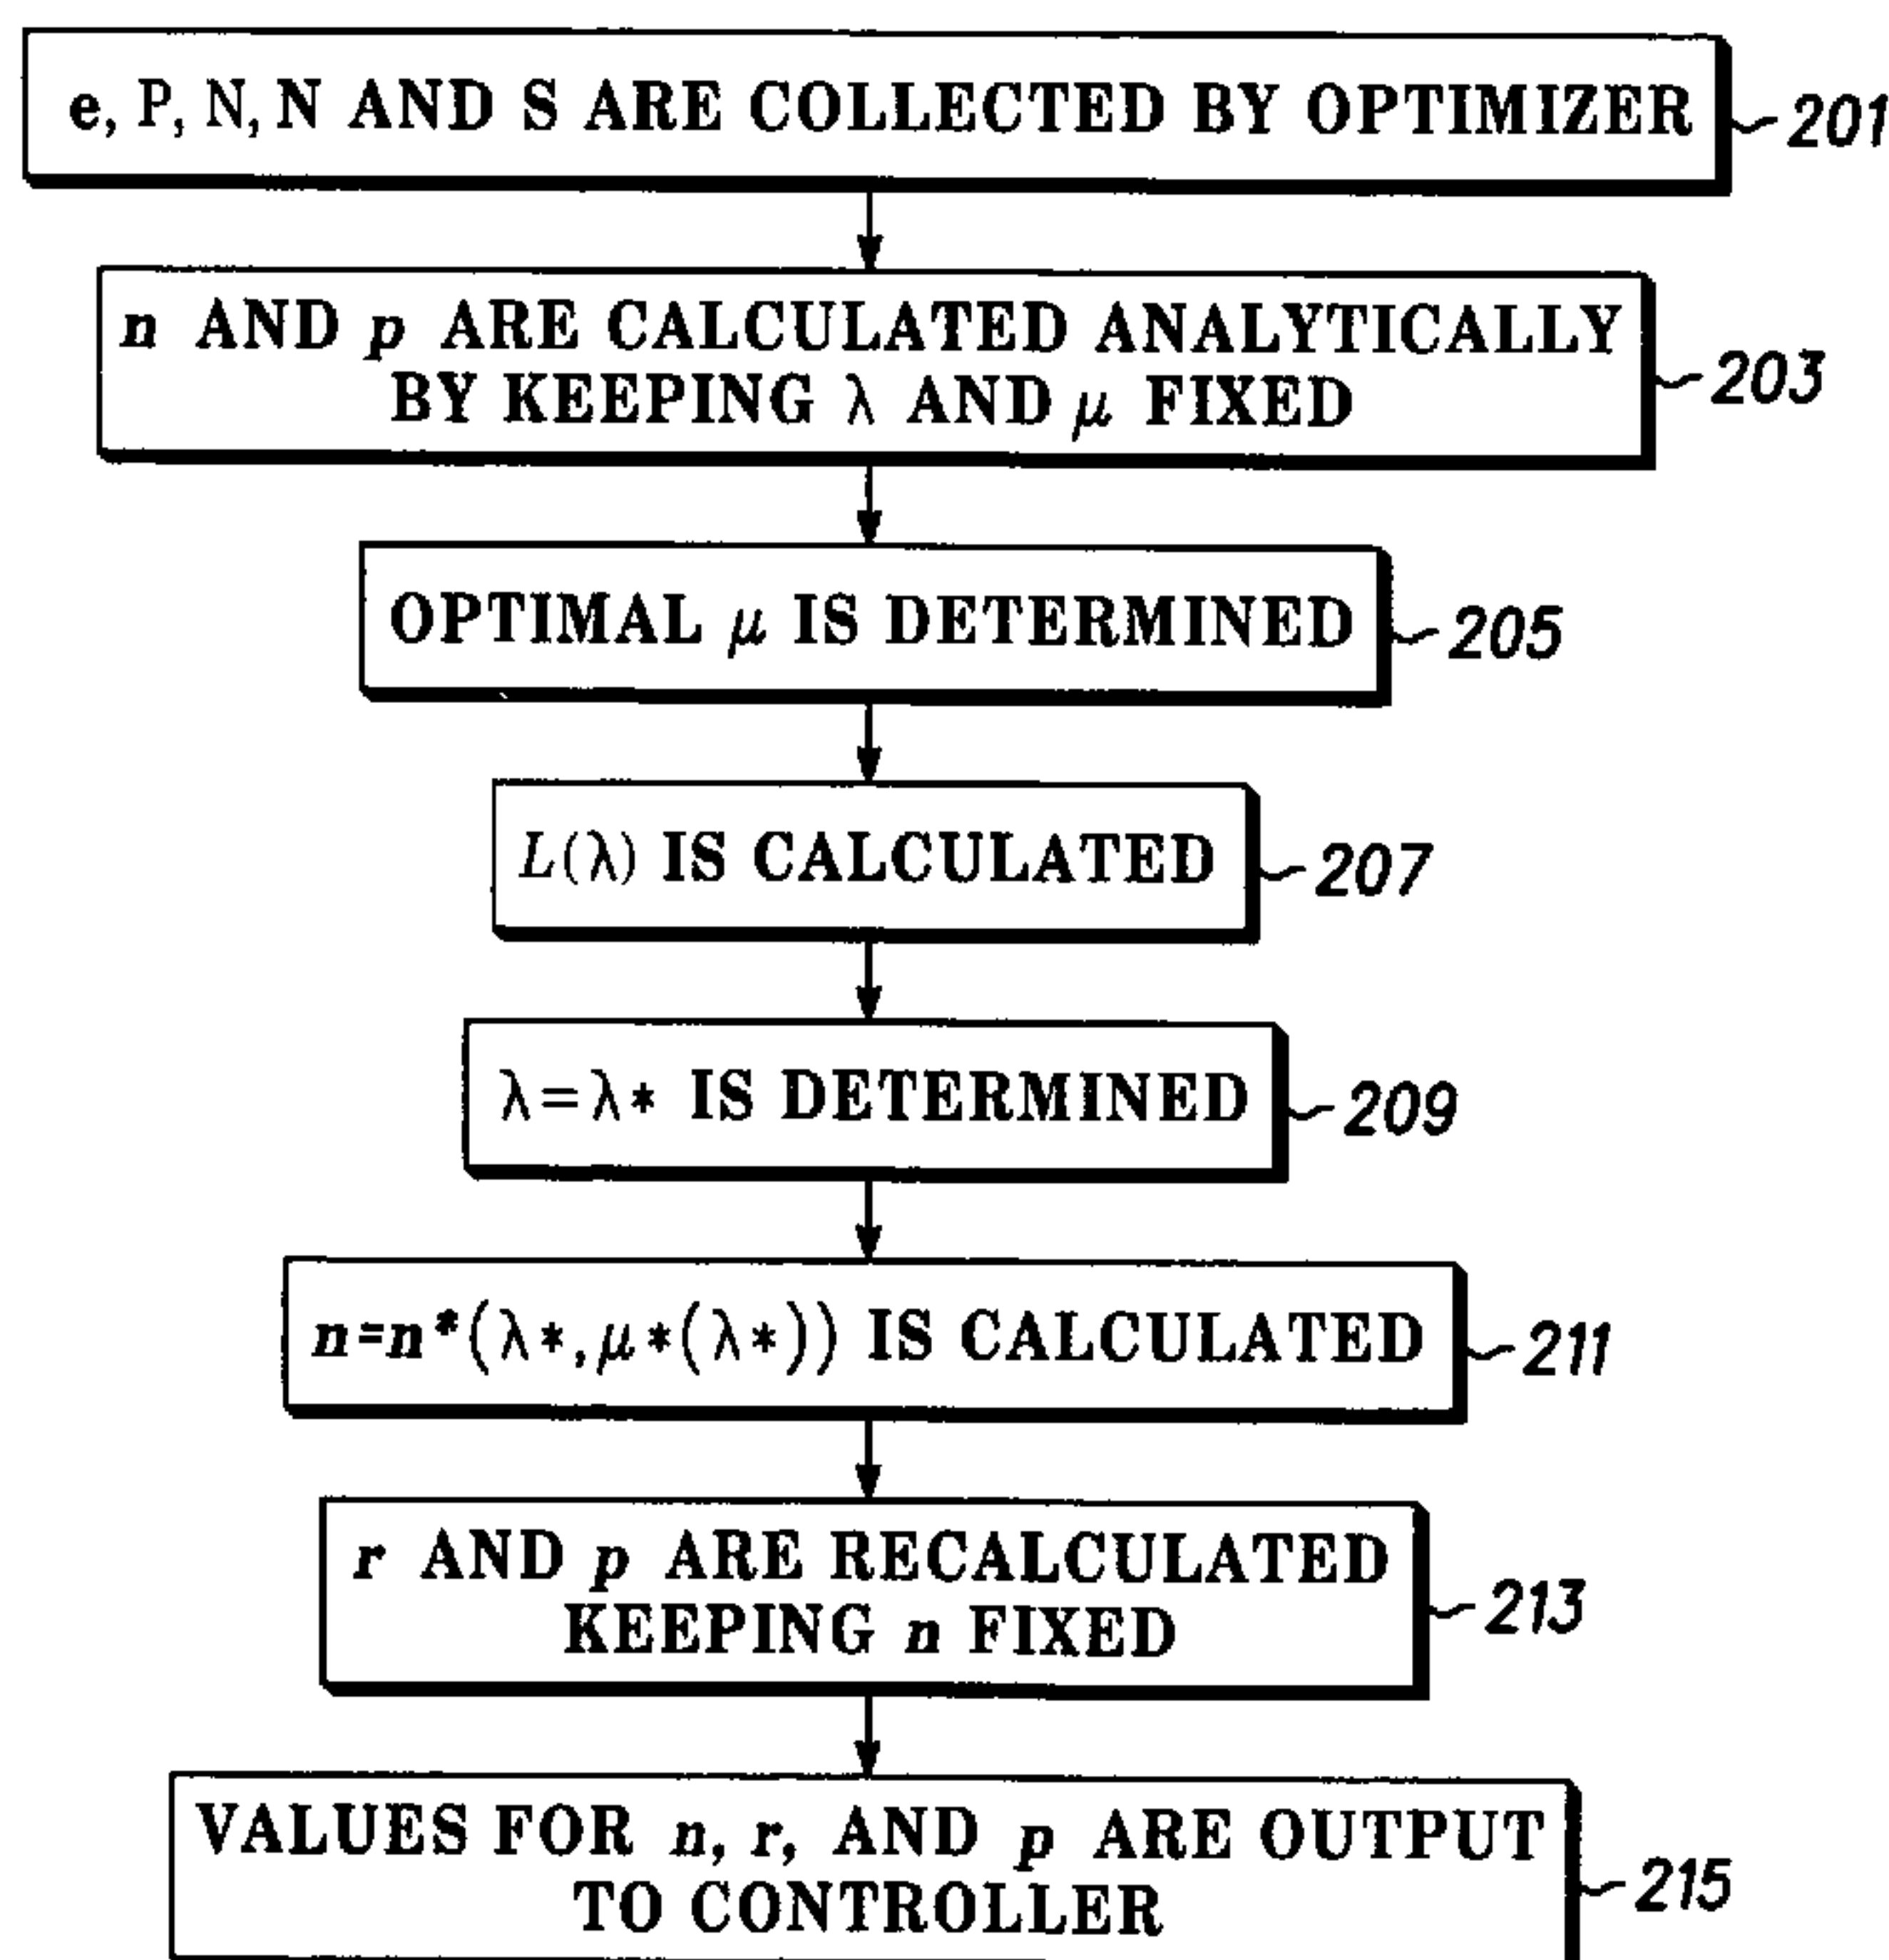 e, P, N, N AND S ARE COLLECTED BY OPTIMIZER
201
n AND p ARE CALCULATED ANALYTICALLY
BY KEEPING λ AND μ FIXED
203
OPTIMAL μ IS DETERMINED
205
L(λ) IS CALCULATED
207
λ=λ* IS DETERMINED
209
n=n*(λ*,μ*(λ*)) IS CALCULATED
211
r AND p ARE RECALCULATED
KEEPING n FIXED
213
VALUES FOR n, r, AND p ARE OUTPUT
TO CONTROLLER
215